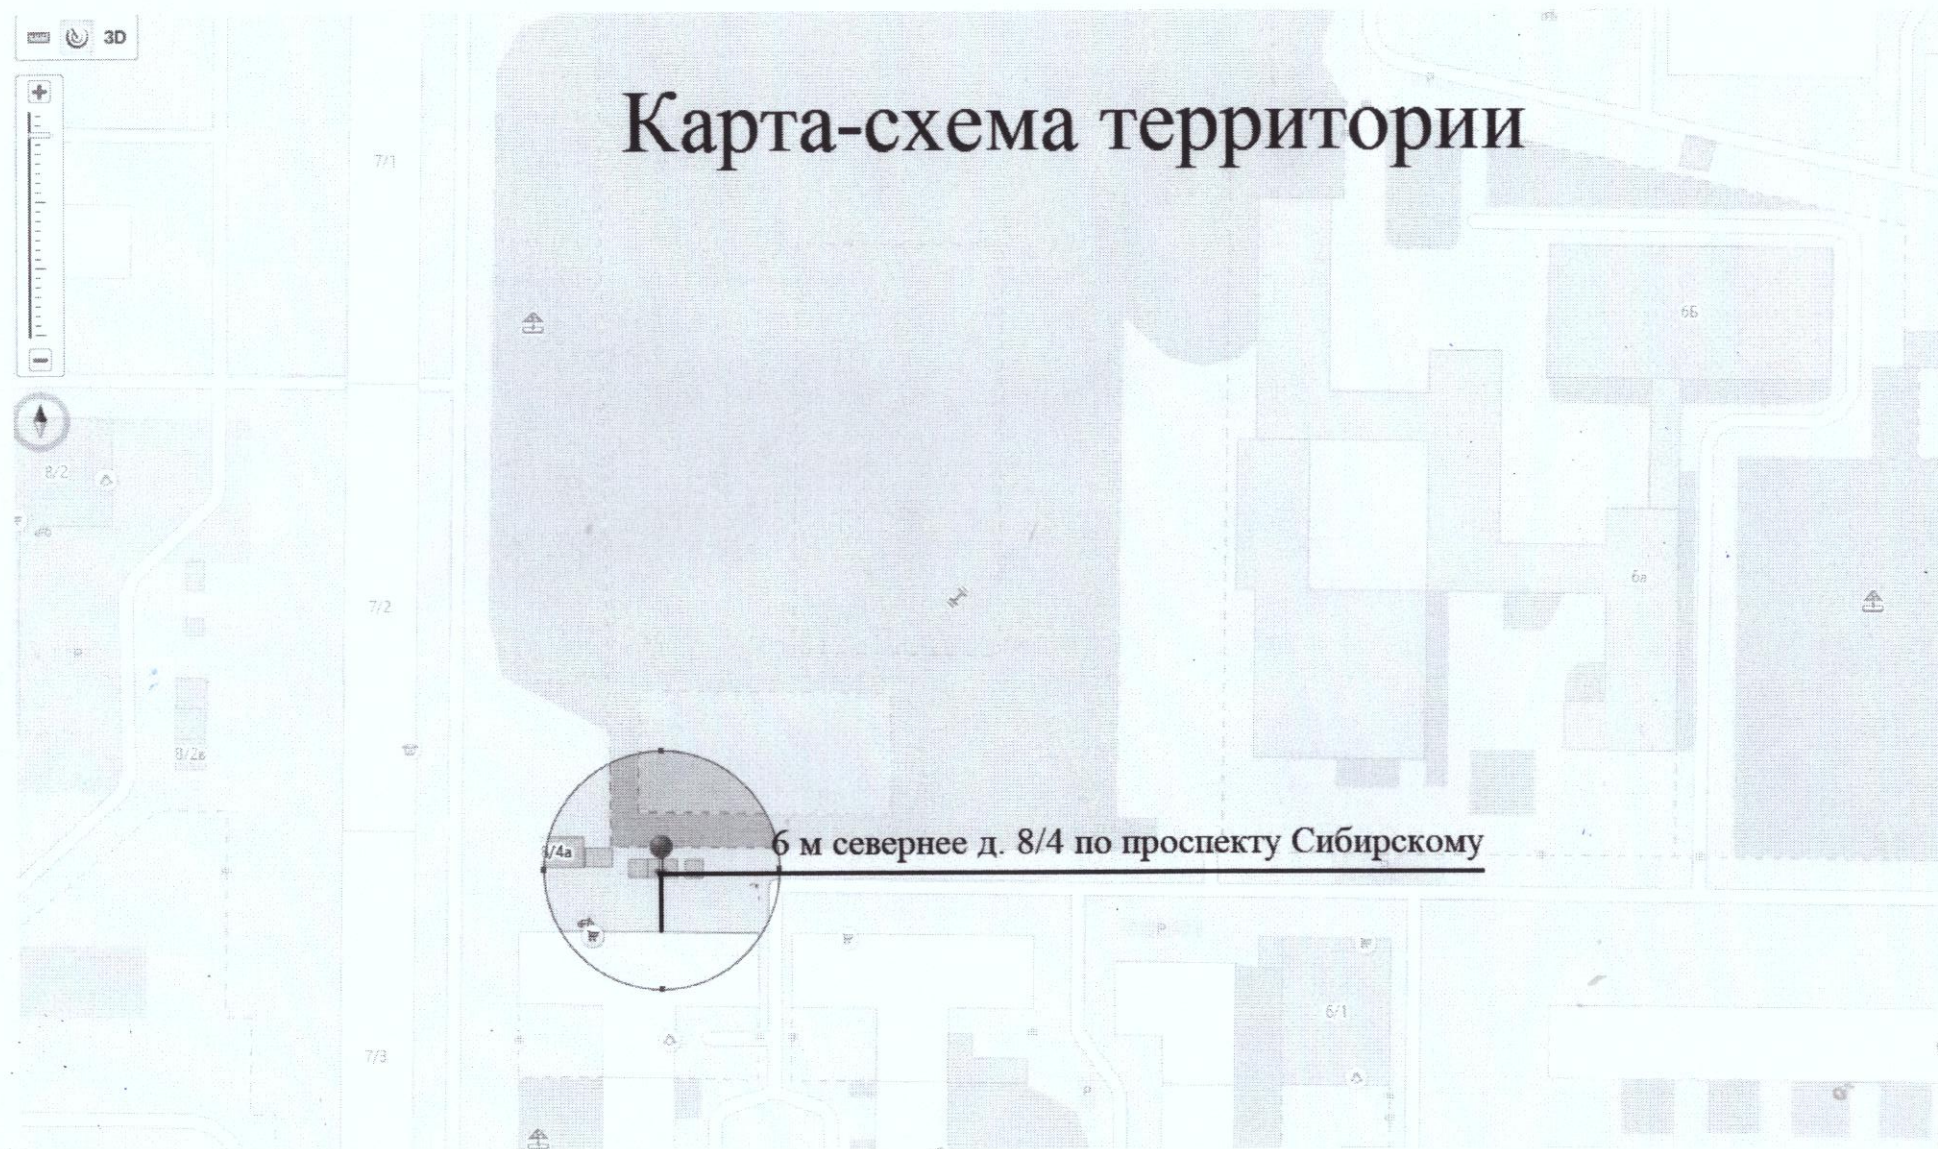 3D
Карта-схема территории
7/1
6Б
8/2
7/2
6а
8/2в
6 м севернее д. 8/4 по проспекту Сибирскому
8/4а
P
6/1
7/3
P
P
P